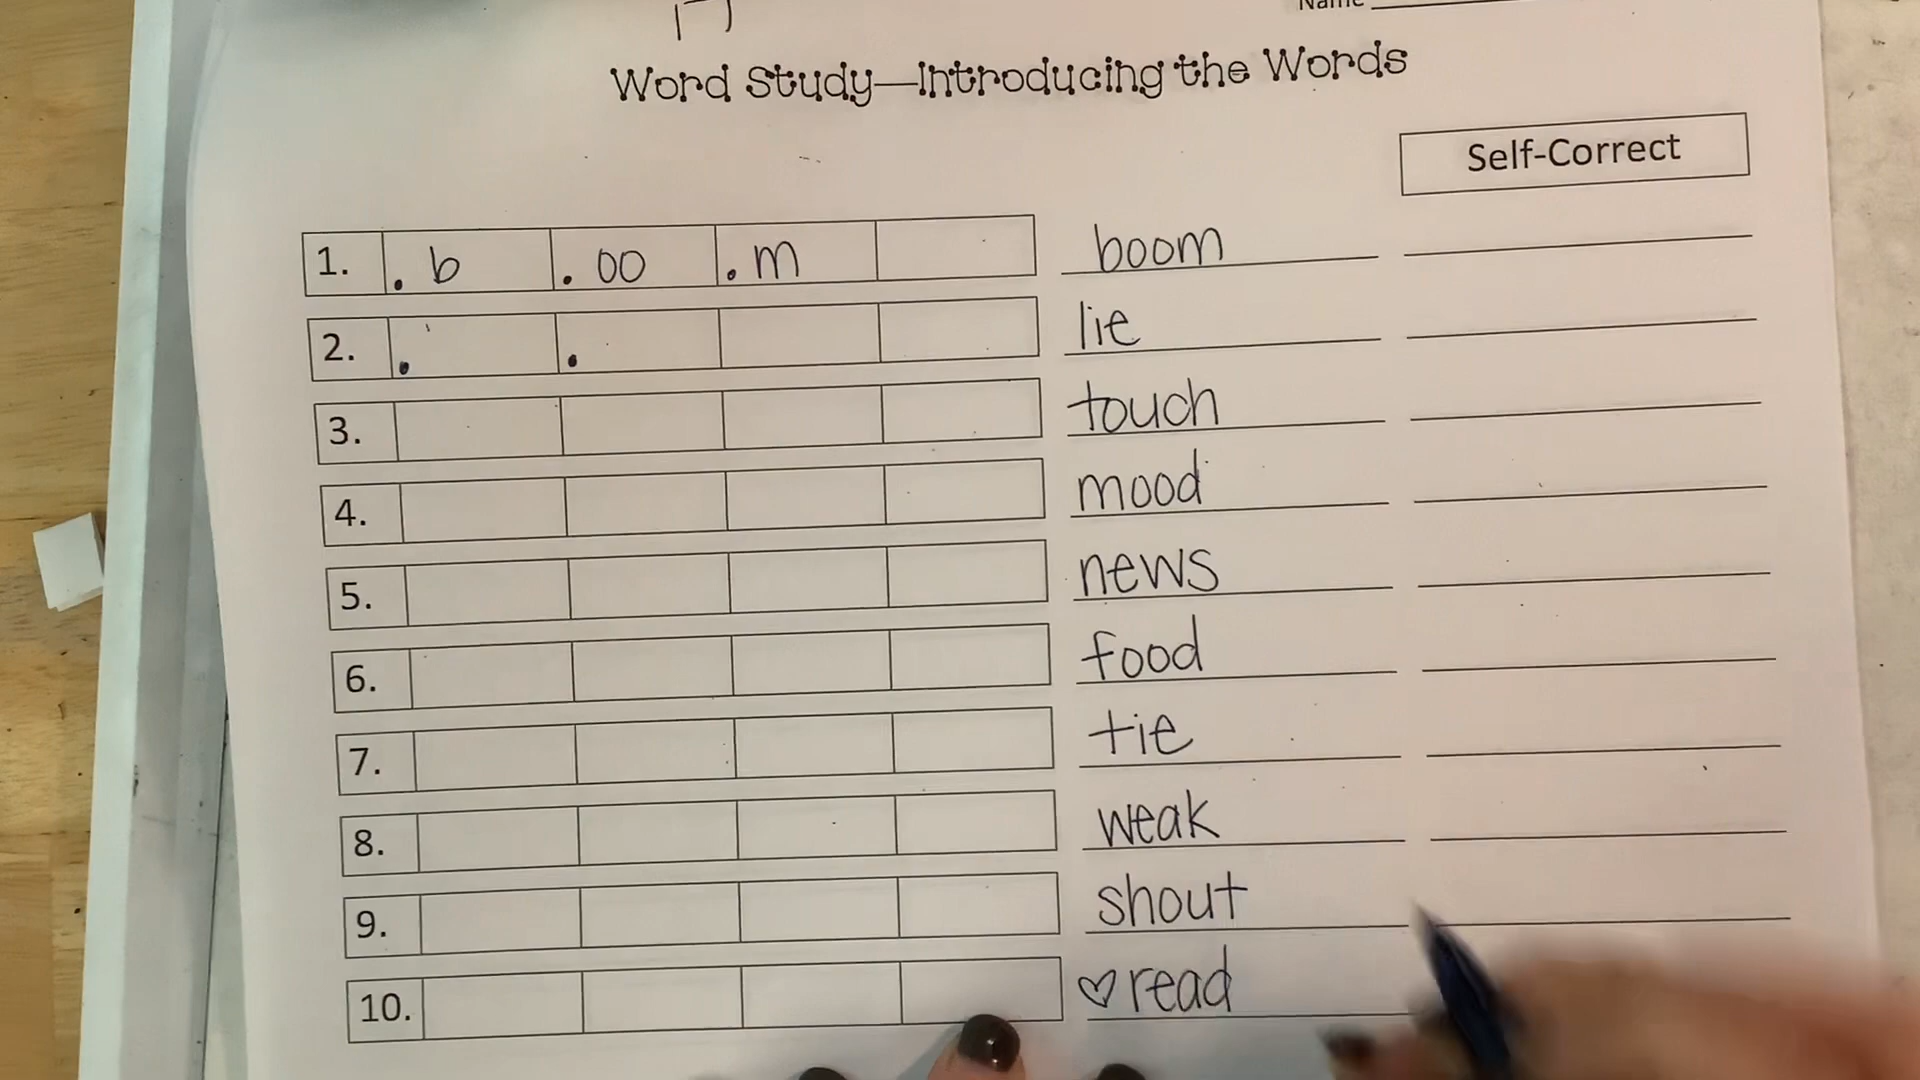 Name
Word Study—Introducing the Words
Self-Correct
1. . b . oo . m boom
2. . . lie
3. touch
4. mood
5. news
6. food
7. tie
8. weak
9. shout
10. ♡ read